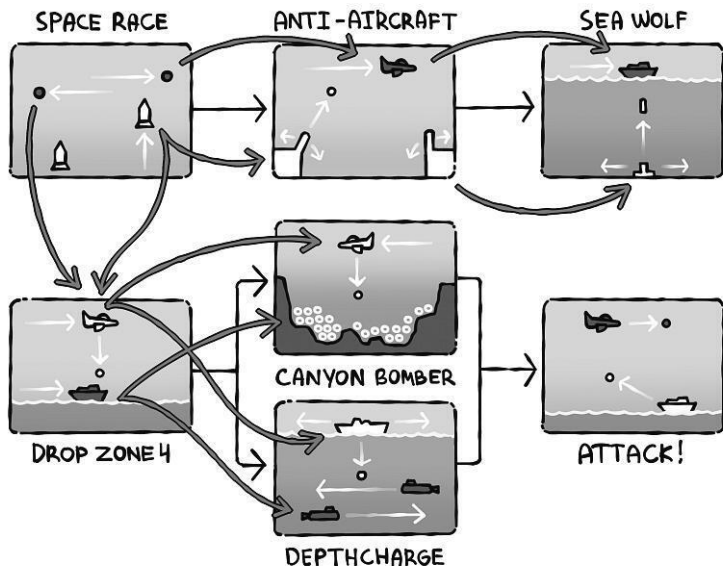 SPACE RACE
ANTI-AIRCRAFT
SEA WOLF
CANYON BOMBER
DROP ZONE 4
ATTACK!
DEPTHCHARGE